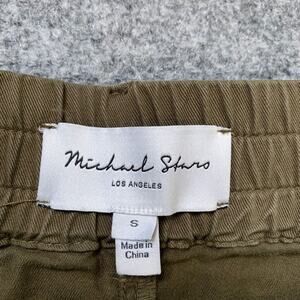 Michael Stars
LOS ANGELES
S
Made in
China